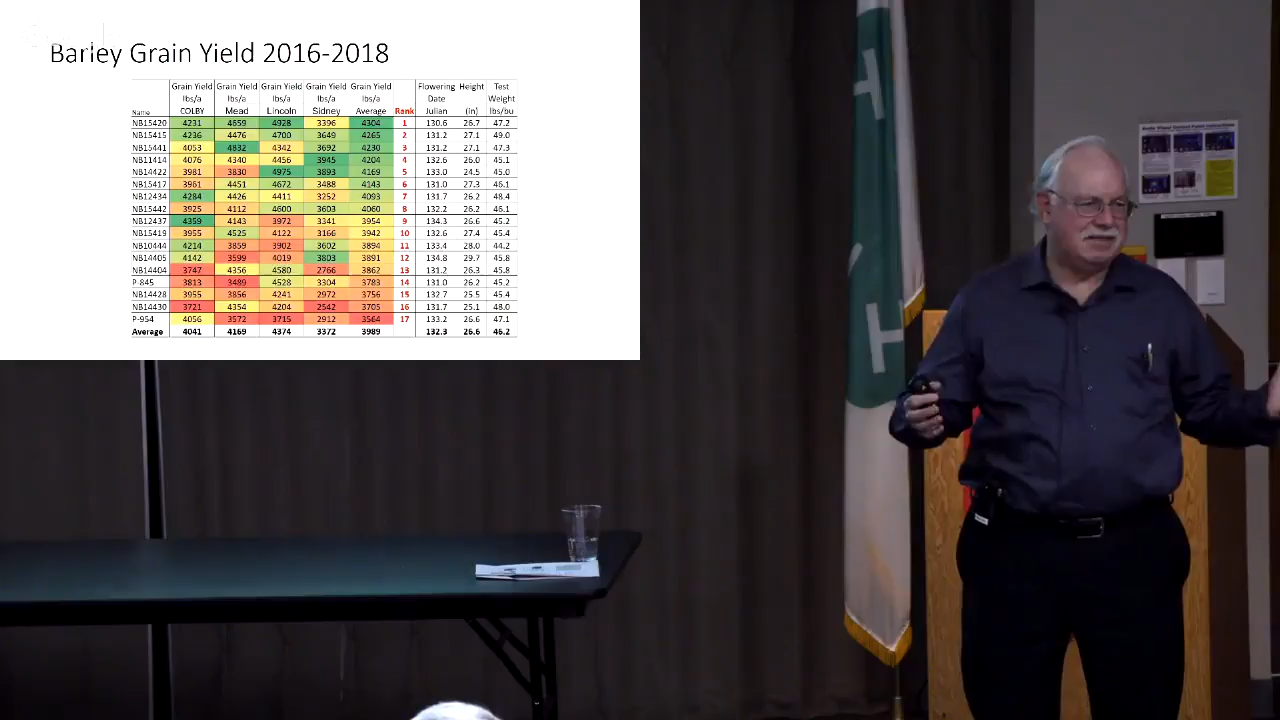 Barley Grain Yield 2016-2018
Grain Yield Grain Yield Grain Yield Grain Yield Grain Yield Flowering Height Test
lbs/a lbs/a lbs/a lbs/a lbs/a Date Weight
Name COLBY Mead Lincoln Sidney Average Rank Julian (in) lbs/bu
NB15420 4231 4659 4928 3396 4304 1 130.6 26.7 47.2
NB15415 4236 4476 4700 3649 4265 2 131.2 27.1 49.0
NB15441 4053 4832 4342 3692 4230 3 131.2 27.1 47.3
NB11414 4076 4340 4456 3945 4204 4 132.6 26.0 45.1
NB14422 3981 3830 4975 3893 4169 5 133.0 24.5 45.0
NB15417 3961 4451 4672 3488 4143 6 131.0 27.3 46.1
NB12434 4284 4426 4411 3252 4093 7 131.7 26.2 48.4
NB15442 3925 4112 4600 3603 4060 8 132.2 26.2 46.1
NB12437 4359 4143 3972 3341 3954 9 134.3 26.6 45.2
NB15419 3955 4525 4122 3166 3942 10 132.6 27.4 45.4
NB10444 4214 3859 3902 3602 3894 11 133.4 28.0 44.2
NB14405 4142 3599 4019 3803 3891 12 134.8 29.7 45.8
NB14404 3747 4356 4580 2766 3862 13 131.2 26.3 45.8
P-845 3813 3489 4528 3304 3783 14 131.0 26.2 45.2
NB14428 3955 3856 4241 2972 3756 15 132.7 25.5 45.4
NB14430 3721 4354 4204 2542 3705 16 131.7 25.1 48.0
P-954 4056 3572 3715 2912 3564 17 133.2 26.6 47.1
Average 4041 4169 4374 3372 3989 132.3 26.6 46.2
H
H